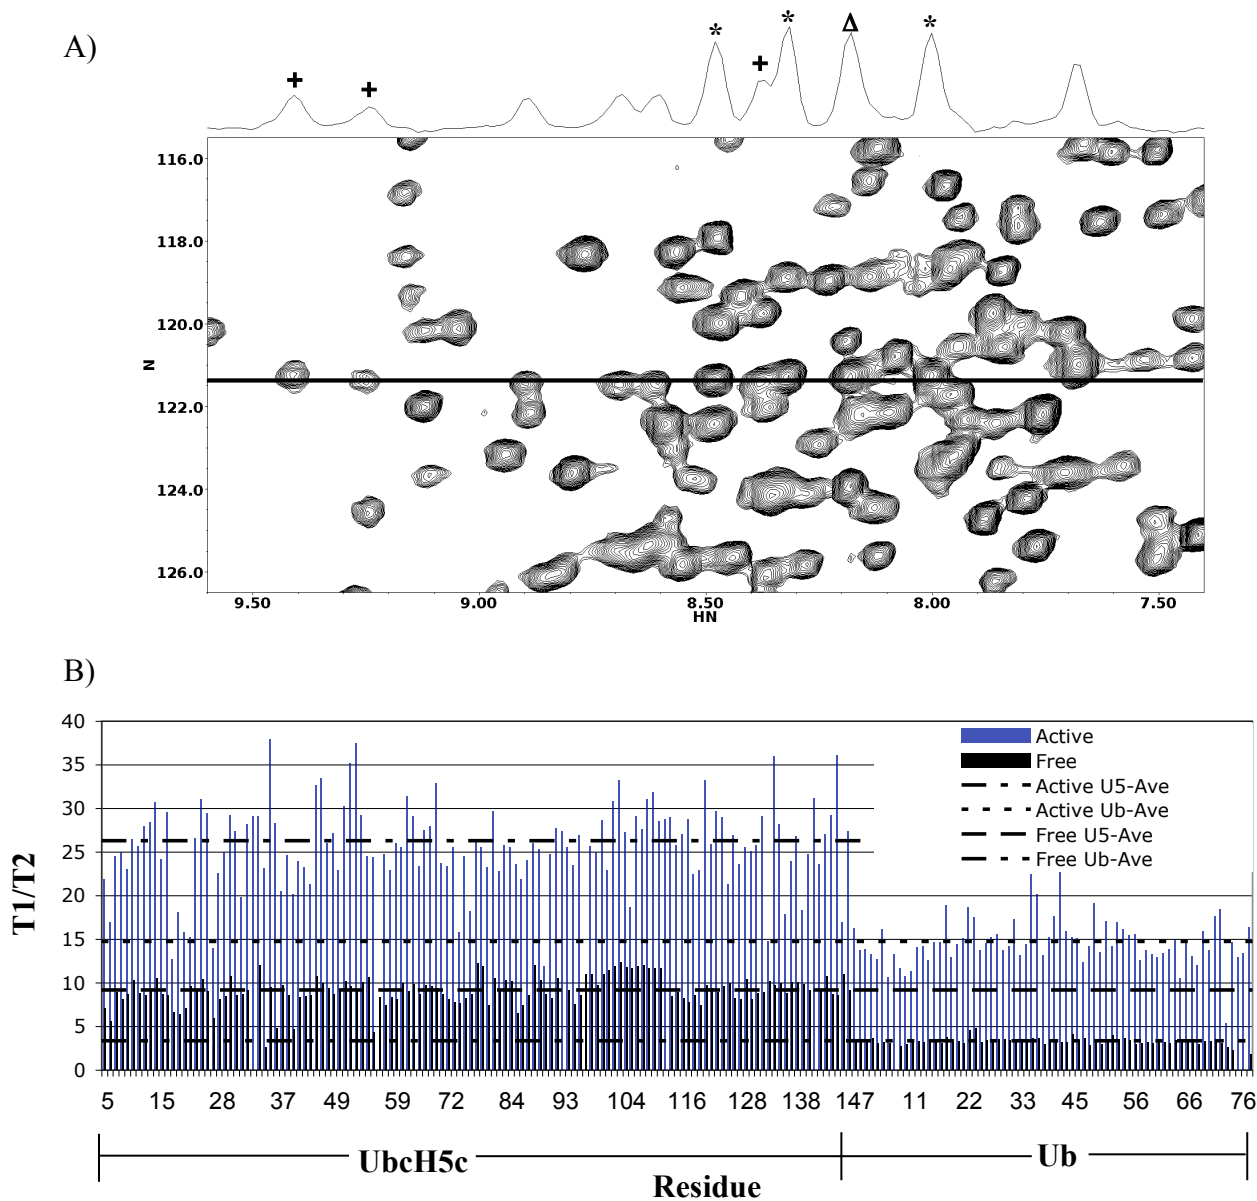 A)
+ + * + * Δ *
116.0
118.0
120.0
N
122.0
124.0
126.0
9.50 9.00 8.50 8.00 7.50
HN
B)
40
35
30
25
20
15
10
5
0
T1/T2
Active
Free
Active U5-Ave
Active Ub-Ave
Free U5-Ave
Free Ub-Ave
5 15 28 37 49 59 72 84 93 104 116 128 138 147 11 22 33 45 56 66 76
UbcH5c Ub
Residue